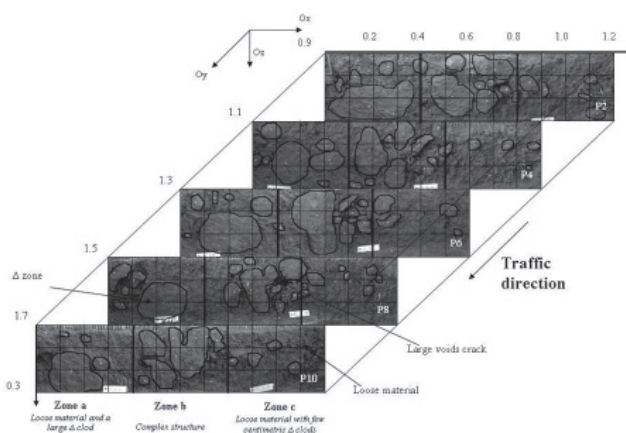 Ox
Oy
Oz
0.9
0.2
0.4
0.6
0.8
1.0
1.2
P2
1.1
P4
1.3
P6
1.5
Traffic
direction
Δ zone
P8
1.7
Large voids crack
P10
Loose material
0.3
Zone a
Loose material and a
large Δ clod
Zone b
Complex structure
Zone c
Loose material with few
centimetric Δ clods